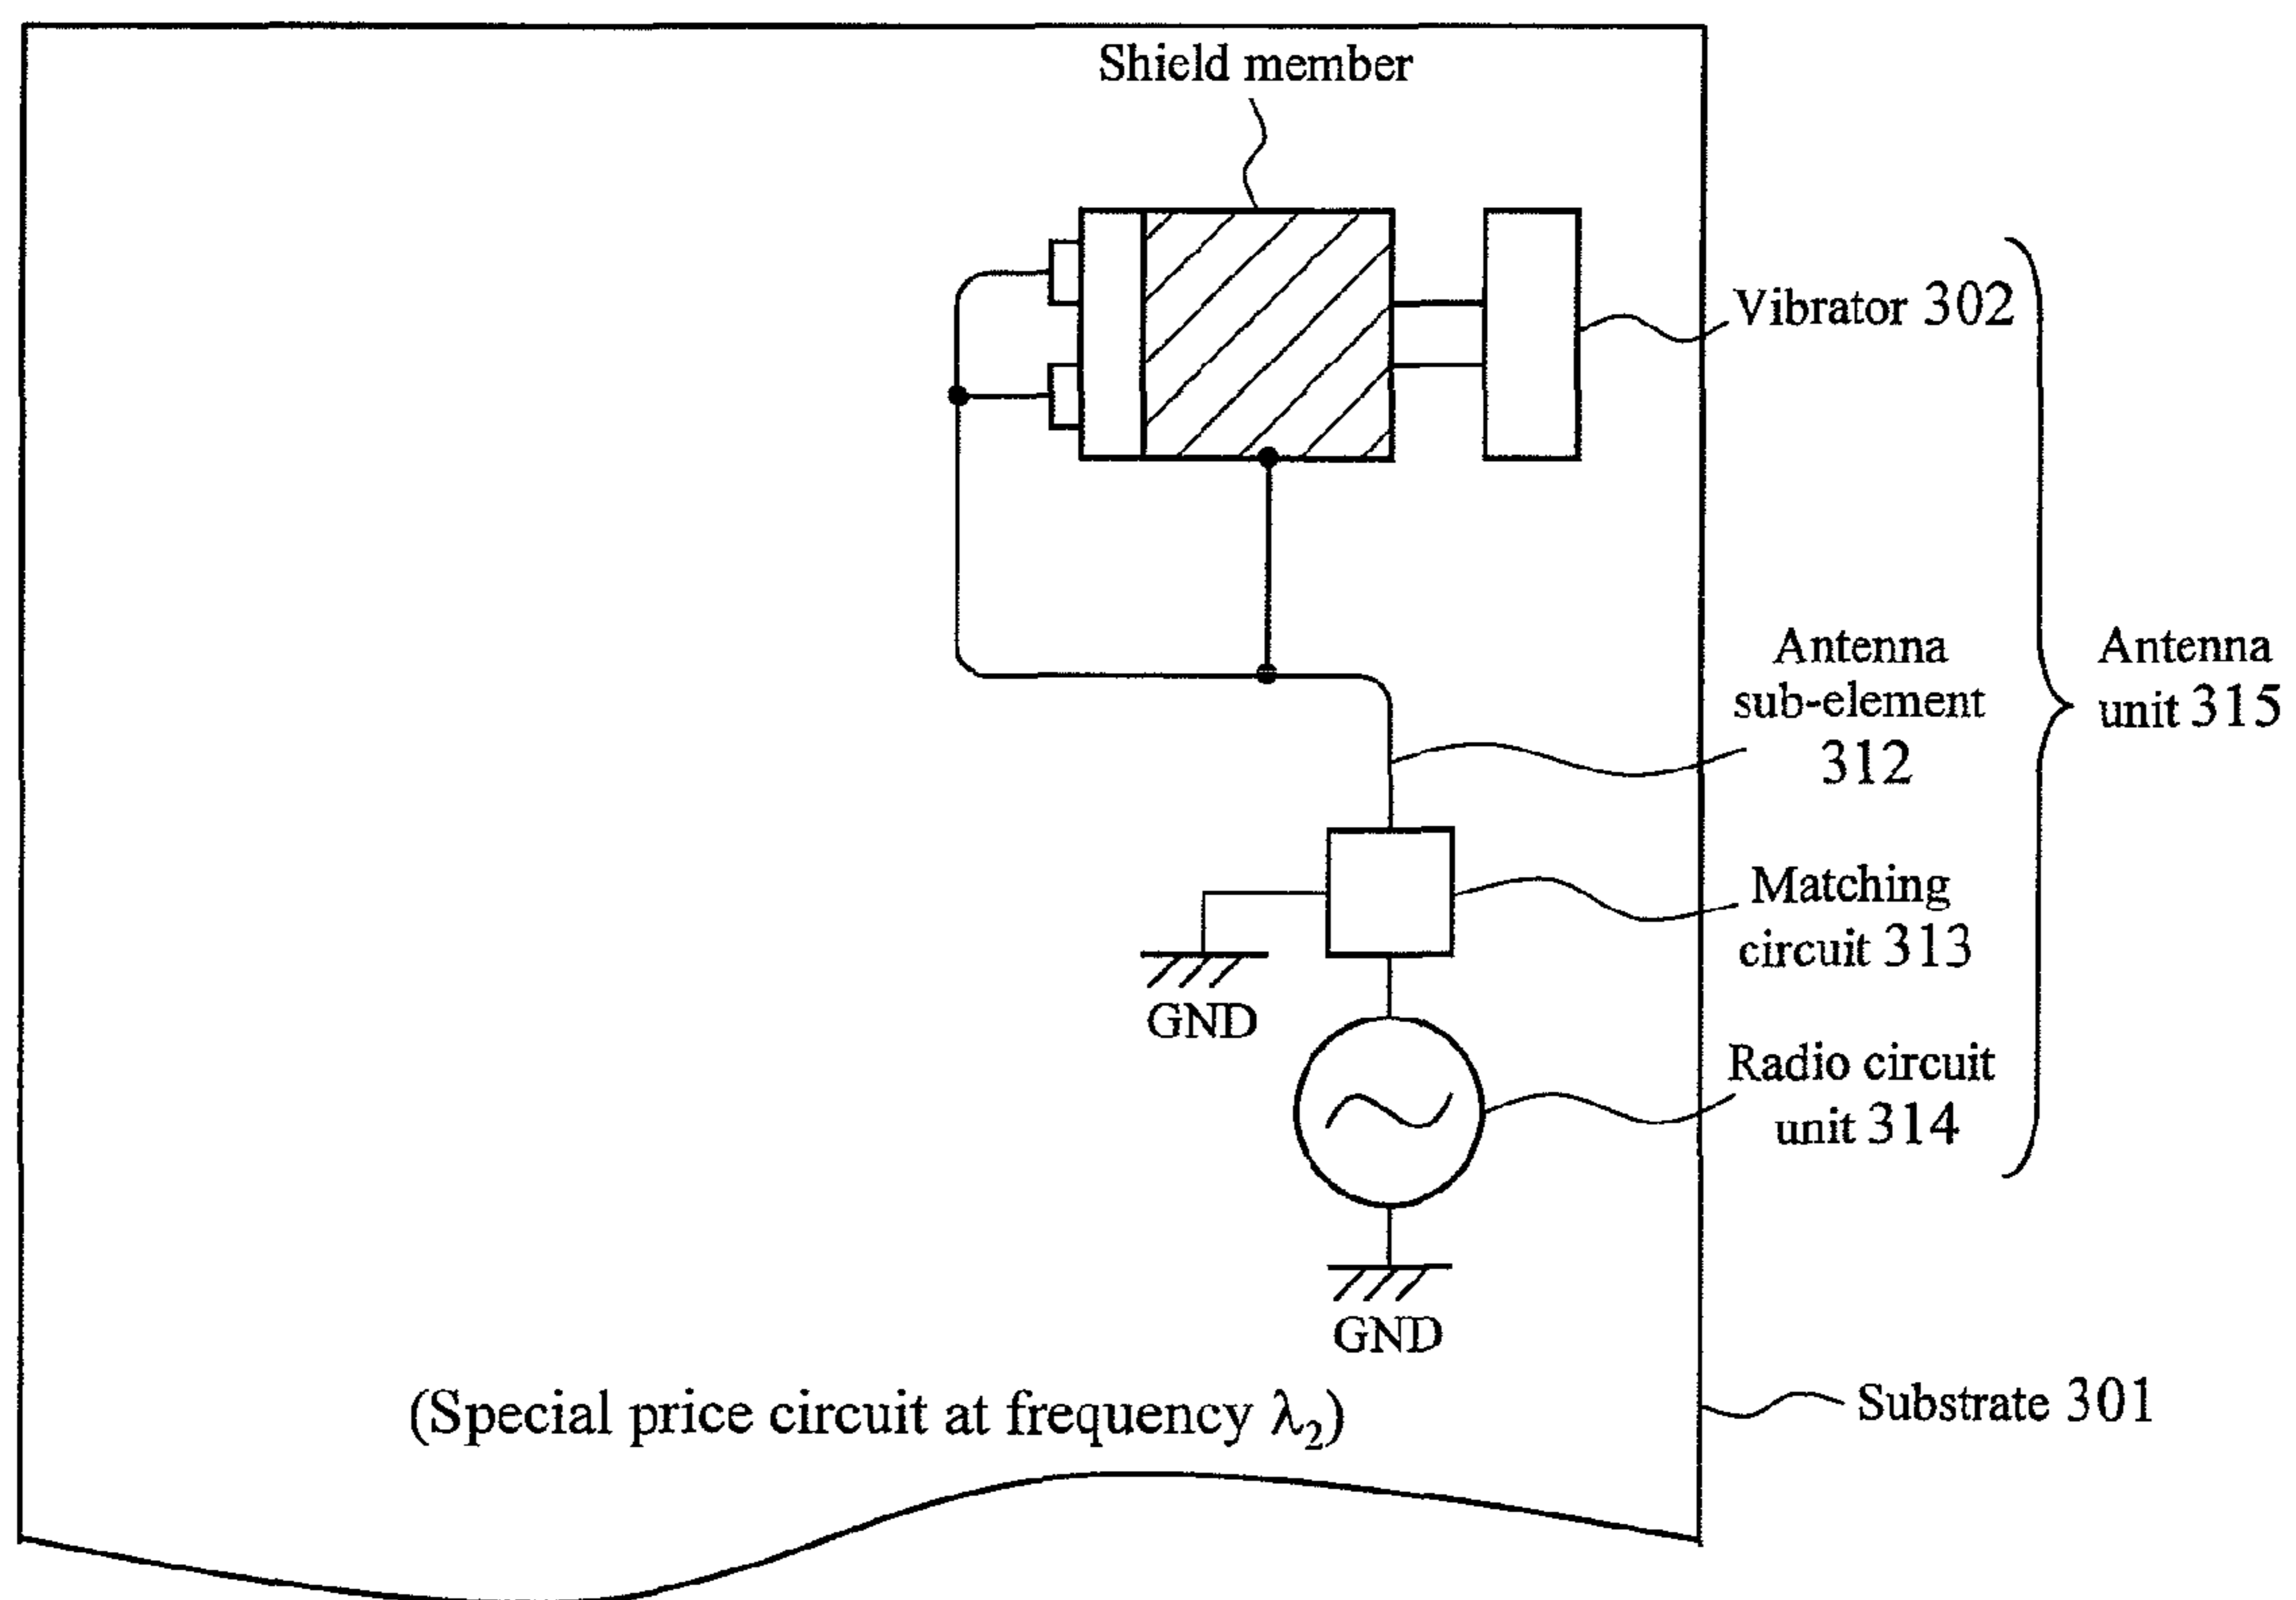 Shield member
Vibrator 302
Antenna
sub-element
312
Antenna
unit 315
Matching
circuit 313
GND
Radio circuit
unit 314
GND
Substrate 301
(Special price circuit at frequency λ₂)